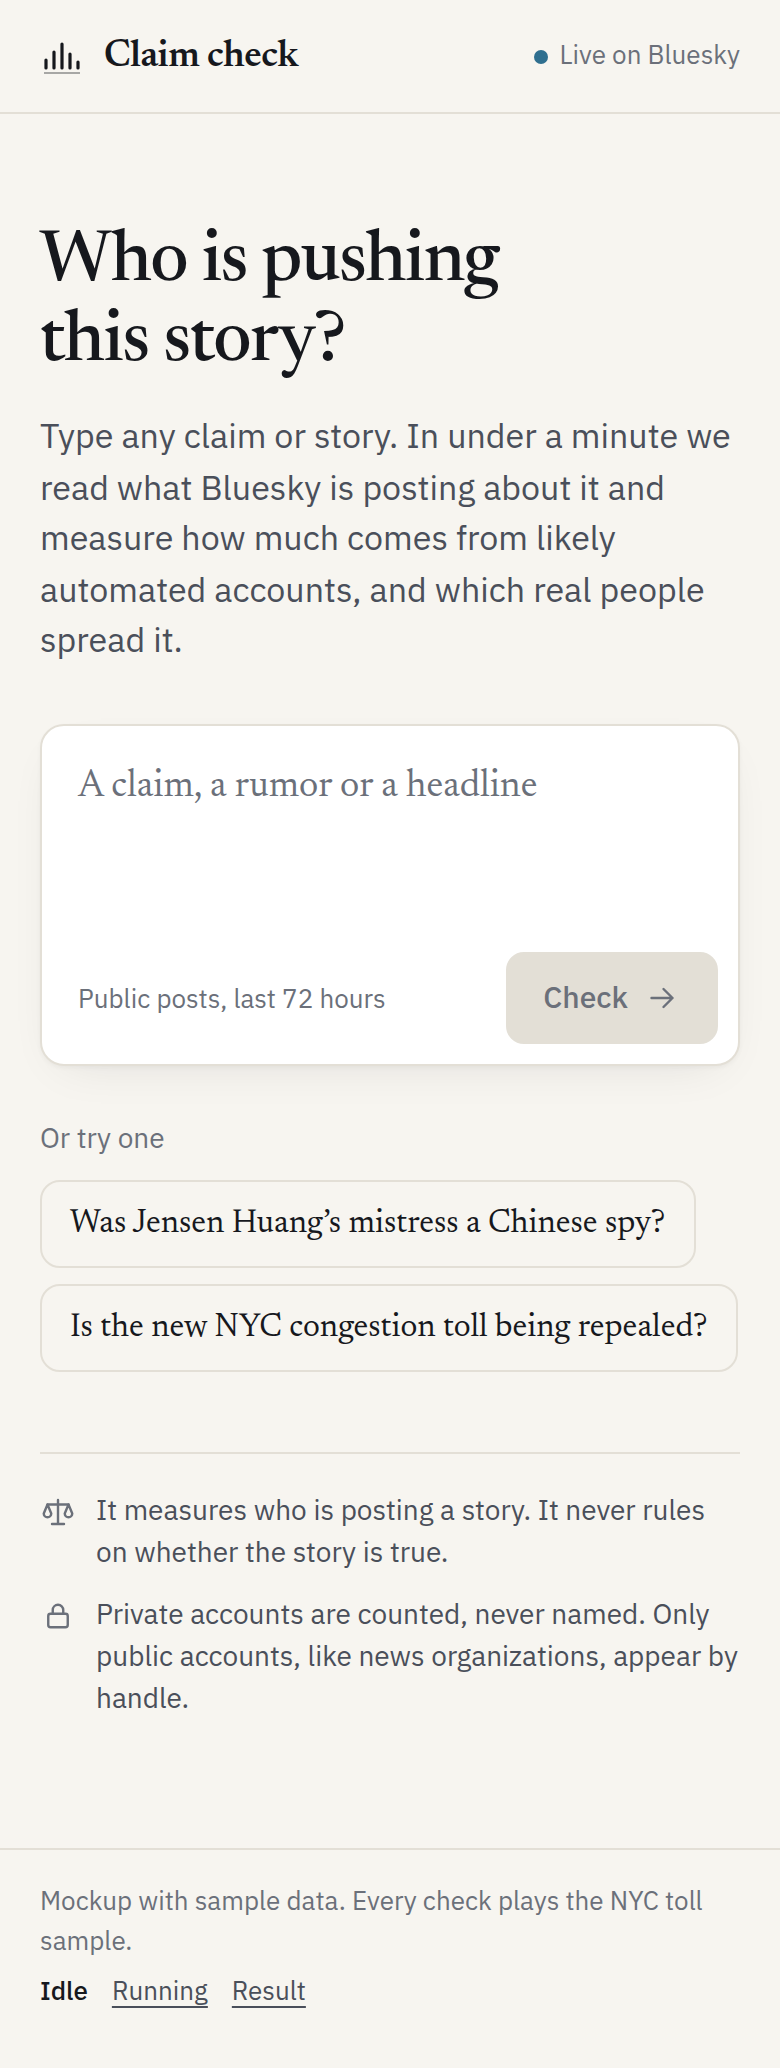 Claim check
Live on Bluesky
Who is pushing
this story?
Type any claim or story. In under a minute we
read what Bluesky is posting about it and
measure how much comes from likely
automated accounts, and which real people
spread it.
A claim, a rumor or a headline
Public posts, last 72 hours
Check →
Or try one
Was Jensen Huang’s mistress a Chinese spy?
Is the new NYC congestion toll being repealed?
It measures who is posting a story. It never rules
on whether the story is true.
Private accounts are counted, never named. Only
public accounts, like news organizations, appear by
handle.
Mockup with sample data. Every check plays the NYC toll
sample.
Idle Running Result